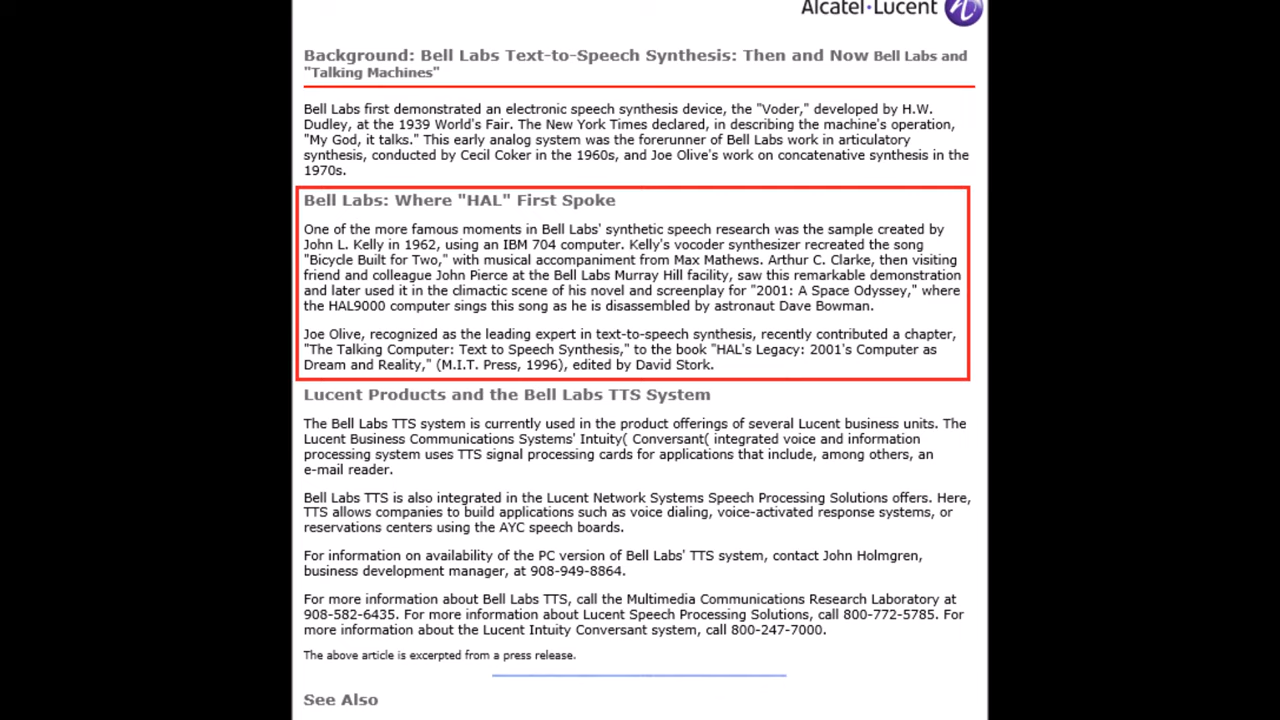 Alcatel·Lucent
Background: Bell Labs Text-to-Speech Synthesis: Then and Now Bell Labs and
"Talking Machines"
Bell Labs first demonstrated an electronic speech synthesis device, the "Voder," developed by H.W.
Dudley, at the 1939 World's Fair. The New York Times declared, in describing the machine's operation,
"My God, it talks." This early analog system was the forerunner of Bell Labs work in articulatory
synthesis, conducted by Cecil Coker in the 1960s, and Joe Olive's work on concatenative synthesis in the
1970s.
Bell Labs: Where "HAL" First Spoke
One of the more famous moments in Bell Labs' synthetic speech research was the sample created by
John L. Kelly in 1962, using an IBM 704 computer. Kelly's vocoder synthesizer recreated the song
"Bicycle Built for Two," with musical accompaniment from Max Mathews. Arthur C. Clarke, then visiting
friend and colleague John Pierce at the Bell Labs Murray Hill facility, saw this remarkable demonstration
and later used it in the climactic scene of his novel and screenplay for "2001: A Space Odyssey," where
the HAL9000 computer sings this song as he is disassembled by astronaut Dave Bowman.
Joe Olive, recognized as the leading expert in text-to-speech synthesis, recently contributed a chapter,
"The Talking Computer: Text to Speech Synthesis," to the book "HAL's Legacy: 2001's Computer as
Dream and Reality," (M.I.T. Press, 1996), edited by David Stork.
Lucent Products and the Bell Labs TTS System
The Bell Labs TTS system is currently used in the product offerings of several Lucent business units. The
Lucent Business Communications Systems' Intuity( Conversant( integrated voice and information
processing system uses TTS signal processing cards for applications that include, among others, an
e-mail reader.
Bell Labs TTS is also integrated in the Lucent Network Systems Speech Processing Solutions offers. Here,
TTS allows companies to build applications such as voice dialing, voice-activated response systems, or
reservations centers using the AYC speech boards.
For information on availability of the PC version of Bell Labs' TTS system, contact John Holmgren,
business development manager, at 908-949-8864.
For more information about Bell Labs TTS, call the Multimedia Communications Research Laboratory at
908-582-6435. For more information about Lucent Speech Processing Solutions, call 800-772-5785. For
more information about the Lucent Intuity Conversant system, call 800-247-7000.
The above article is excerpted from a press release.
See Also